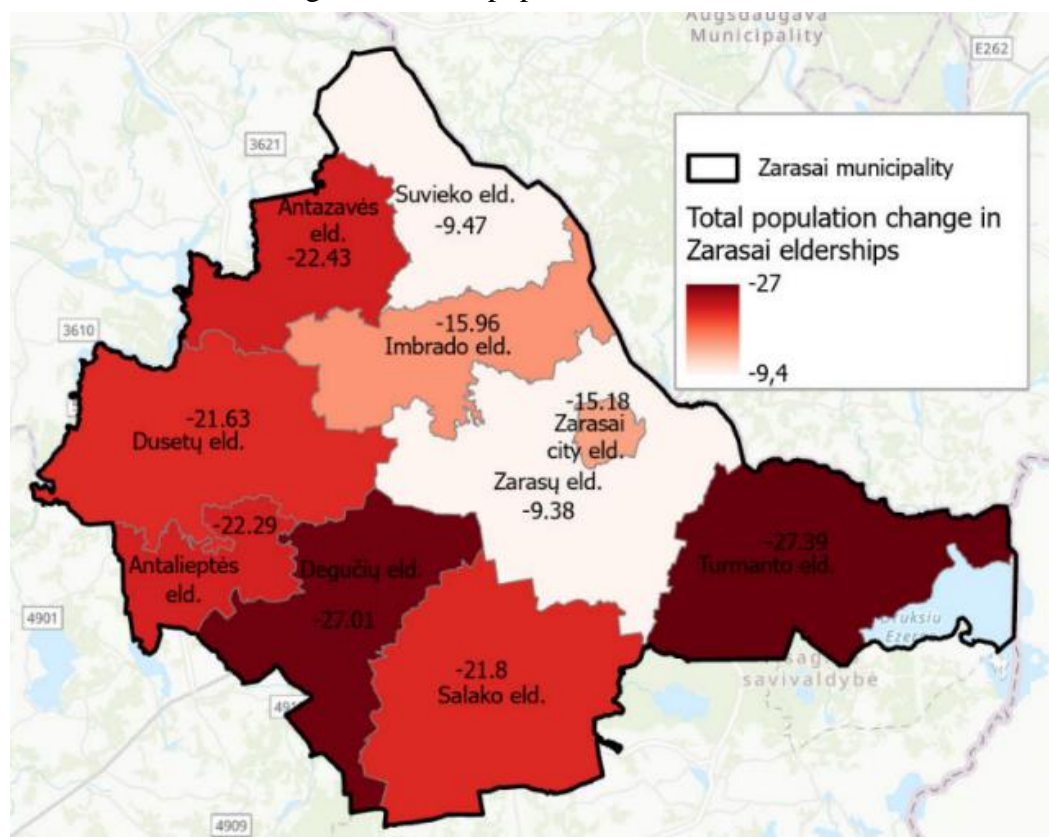 Augšdaugava
Municipality
E262
3621
Zarasai municipality
Total population change in
Zarasai elderships
-27
-9,4
Suvieko eld.
-9.47
Antazavės
eld.
-22.43
3610
-15.96
Imbrado eld.
-15.18
Zarasai
city eld.
-21.63
Dusetų eld.
Zarasų eld.
-9.38
-22.29
Antalieptės
eld.
Degučių eld.
-27.01
-27.39
Turmanto eld.
Ezeras
4901
savivaldybė
-21.8
Salako eld.
4909